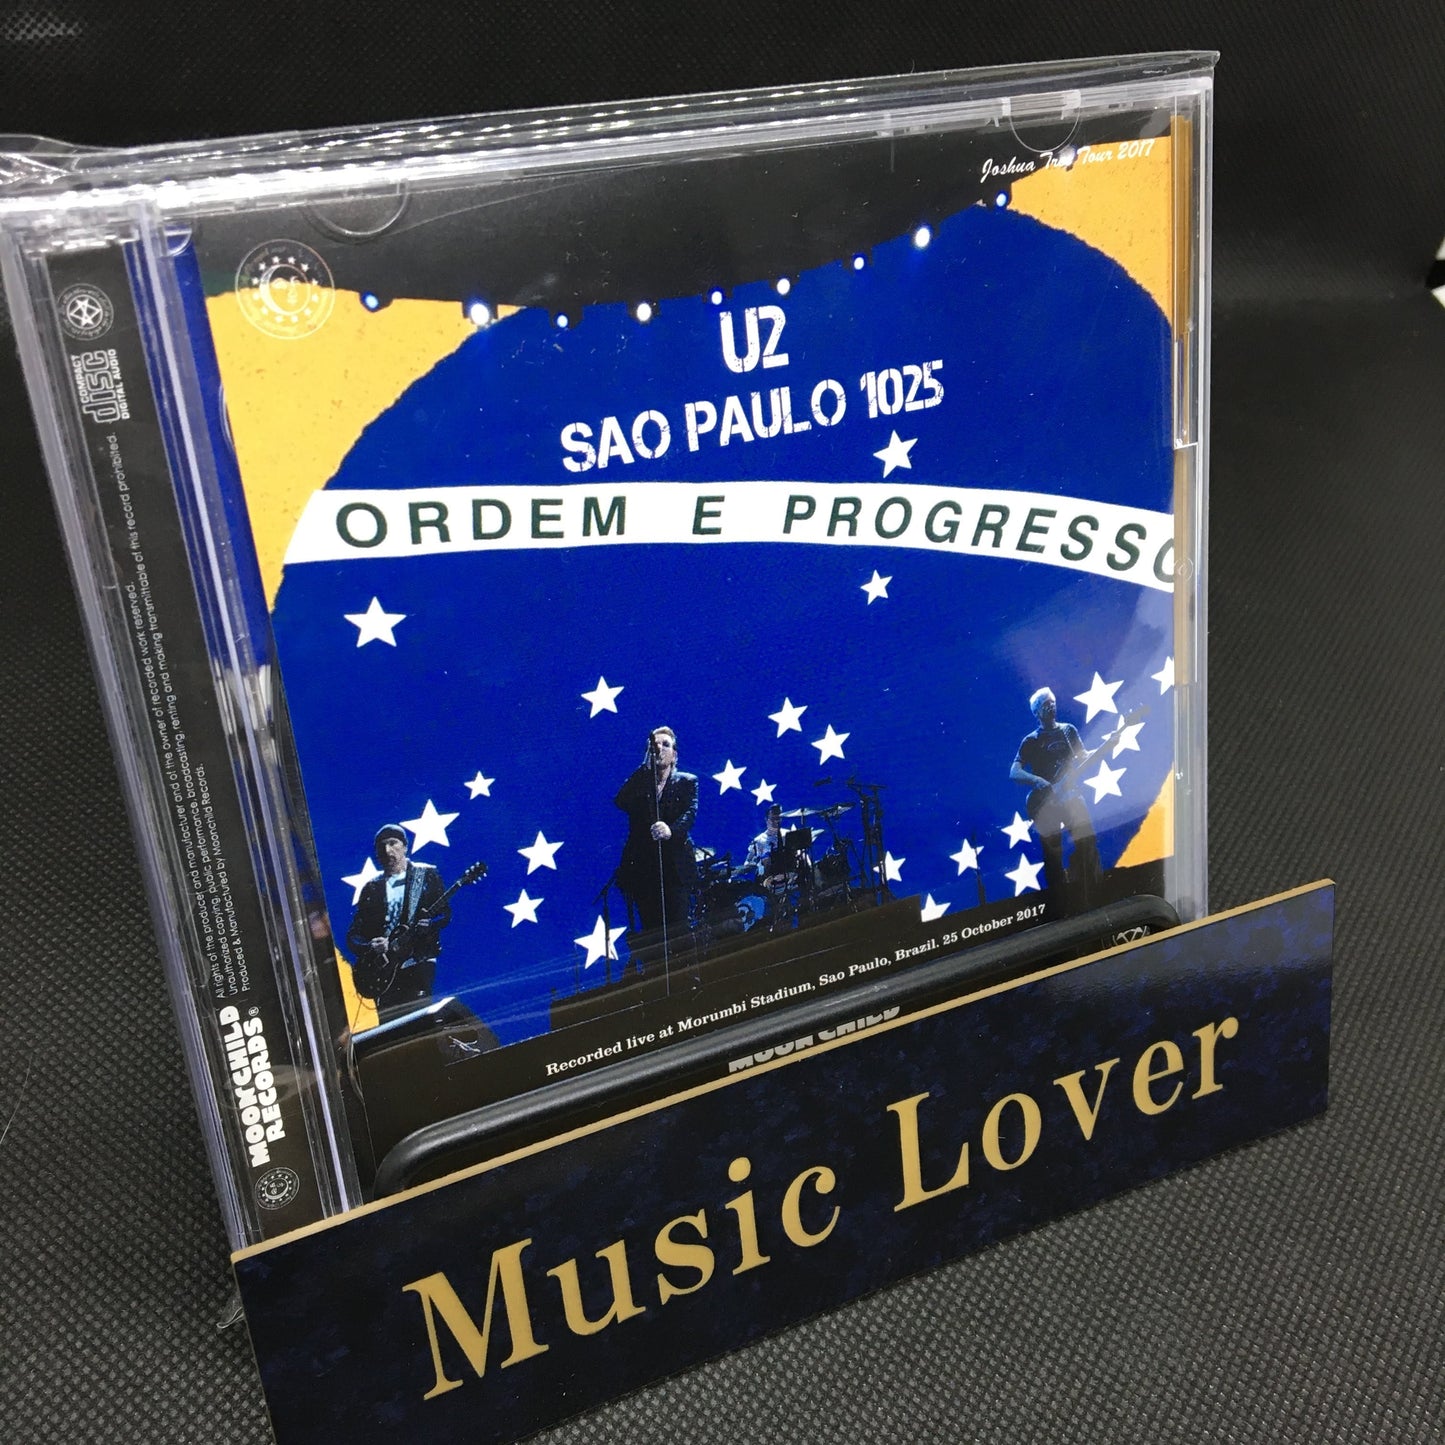 Joshua Tree Tour 2017
U2
SAO PAULO 1025
ORDEM E PROGRESSO
Recorded live at Morumbi Stadium, Sao Paulo, Brazil. 25 October 2017
MOON CHILD
COMPACT
disc
DIGITAL AUDIO
All rights of the producer and manufacturer and of the owner of recorded work reserved.
Unauthorized copying, public performance, broadcasting, renting and making transmittable of this record prohibited.
Produced & Manufactured by Moonchild Records.
MOONCHILD
RECORDS®
Music Lover